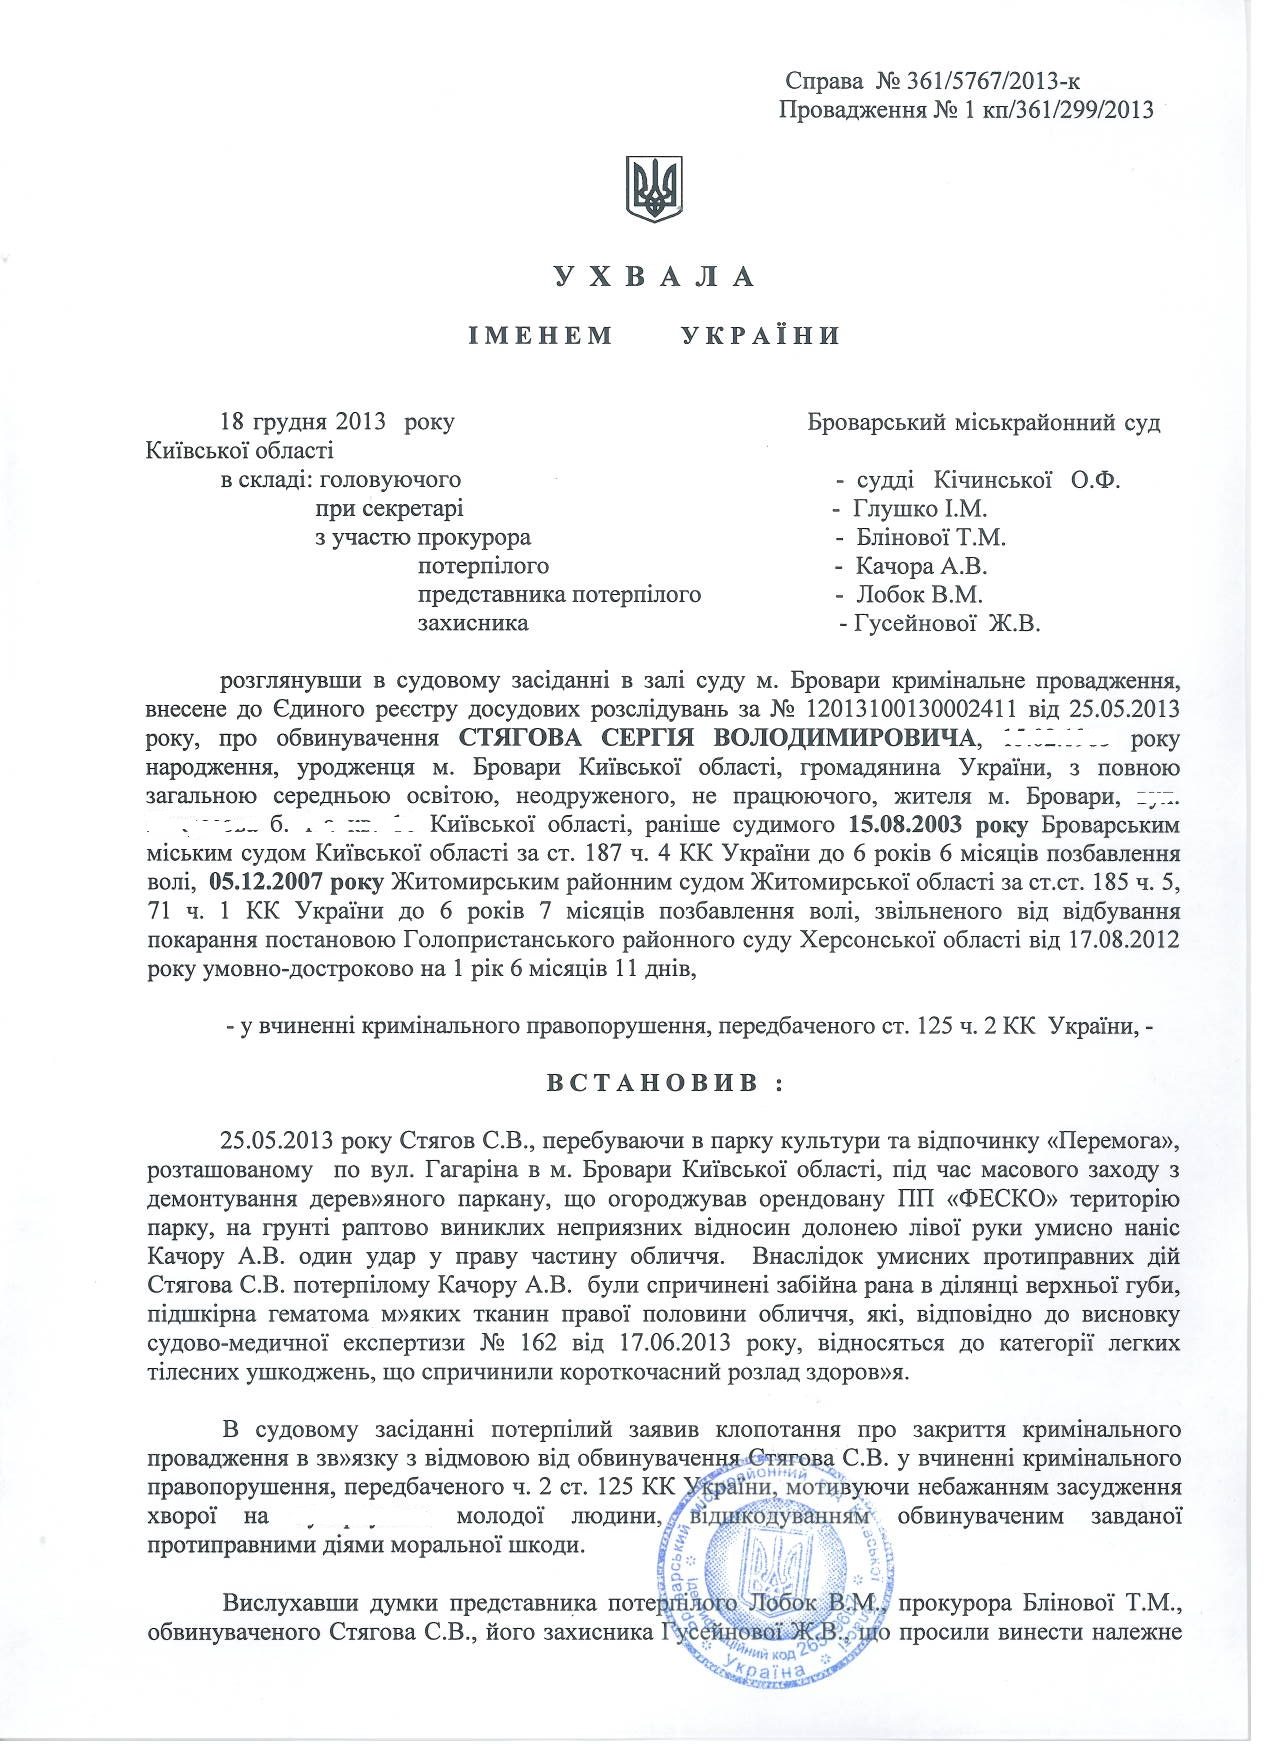 Справа № 361/5767/2013-к
Провадження № 1 кп/361/299/2013
У Х В А Л А
І М Е Н Е М У К Р А Ї Н И
18 грудня 2013 року Броварський міськрайонний суд
Київської області
в складі: головуючого - судді Кічинської О.Ф.
при секретарі - Глушко І.М.
з участю прокурора - Блінової Т.М.
потерпілого - Качора А.В.
представника потерпілого - Лобок В.М.
захисника - Гусейнової Ж.В.
розглянувши в судовому засіданні в залі суду м. Бровари кримінальне провадження,
внесене до Єдиного реєстру досудових розслідувань за № 12013100130002411 від 25.05.2013
року, про обвинувачення СТЯГОВА СЕРГІЯ ВОЛОДИМИРОВИЧА, року
народження, уродженця м. Бровари Київської області, громадянина України, з повною
загальною середньою освітою, неодруженого, не працюючого, жителя м. Бровари,
б. Київської області, раніше судимого 15.08.2003 року Броварським
міським судом Київської області за ст. 187 ч. 4 КК України до 6 років 6 місяців позбавлення
волі, 05.12.2007 року Житомирським районним судом Житомирської області за ст.ст. 185 ч. 5,
71 ч. 1 КК України до 6 років 7 місяців позбавлення волі, звільненого від відбування
покарання постановою Голопристанського районного суду Херсонської області від 17.08.2012
року умовно-достроково на 1 рік 6 місяців 11 днів,
- у вчиненні кримінального правопорушення, передбаченого ст. 125 ч. 2 КК України, -
В С Т А Н О В И В :
25.05.2013 року Стягов С.В., перебуваючи в парку культури та відпочинку «Перемога»,
розташованому по вул. Гагаріна в м. Бровари Київської області, під час масового заходу з
демонтування дерев»яного паркану, що огороджував орендовану ПП «ФЕСКО» територію
парку, на грунті раптово виниклих неприязних відносин долонею лівої руки умисно наніс
Качору А.В. один удар у праву частину обличчя. Внаслідок умисних протиправних дій
Стягова С.В. потерпілому Качору А.В. були спричинені забійна рана в ділянці верхньої губи,
підшкірна гематома м»яких тканин правої половини обличчя, які, відповідно до висновку
судово-медичної експертизи № 162 від 17.06.2013 року, відносяться до категорії легких
тілесних ушкоджень, що спричинили короткочасний розлад здоров»я.
В судовому засіданні потерпілий заявив клопотання про закриття кримінального
провадження в зв»язку з відмовою від обвинувачення Стягова С.В. у вчиненні кримінального
правопорушення, передбаченого ч. 2 ст. 125 КК України, мотивуючи небажанням засудження
хворої на молодої людини, відшкодуванням обвинуваченим завданої
протиправними діями моральної шкоди.
Вислухавши думки представника потерпілого Лобок В.М., прокурора Блінової Т.М.,
обвинуваченого Стягова С.В., його захисника Гусейнової Ж.В., що просили винести належне
Україна